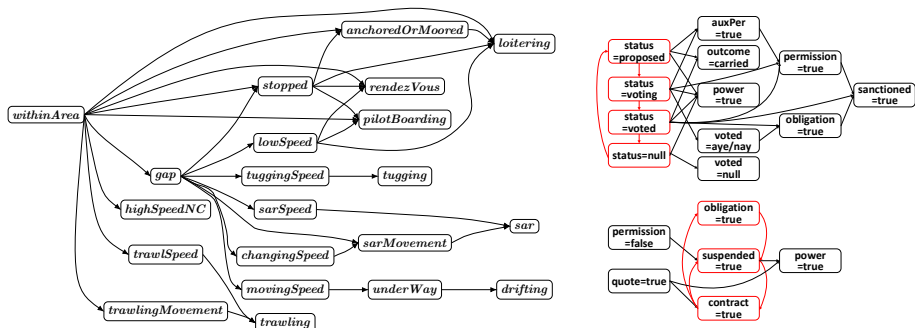 withinArea
anchoredOrMoored
loitering
stopped
rendezVous
pilotBoarding
lowSpeed
gap
tuggingSpeed
tugging
highSpeedNC
sarSpeed
sar
sarMovement
trawlSpeed
changingSpeed
movingSpeed
underWay
drifting
trawlingMovement
trawling
status
=proposed
status
=voting
status
=voted
status=null
auxPer
=true
outcome
=carried
power
=true
voted
=aye/nay
voted
=null
permission
=true
obligation
=true
sanctioned
=true
obligation
=true
permission
=false
suspended
=true
power
=true
quote=true
contract
=true